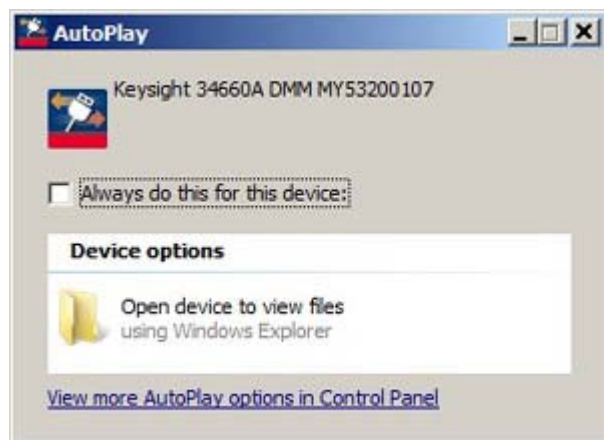 AutoPlay
Keysight 34660A DMM MY53200107
Always do this for this device:
Device options
Open device to view files
using Windows Explorer
View more AutoPlay options in Control Panel